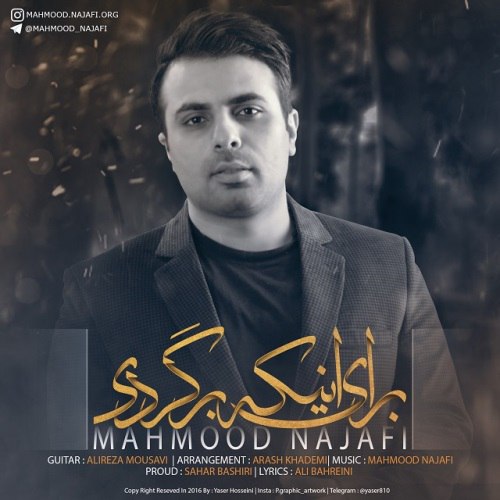 MAHMOOD.NAJAFI.ORG
@MAHMOOD_NAJAFI
برای اینکه برگردی
MAHMOOD NAJAFI
GUITAR : ALIREZA MOUSAVI | ARRANGEMENT : ARASH KHADEMI| MUSIC : MAHMOOD NAJAFI
PROUD : SAHAR BASHIRI | LYRICS : ALI BAHREINI
Copy Right Reseved In 2016 By : Yaser Hosseini | Insta : P.graphic_artwork | Telegram : @yaser810